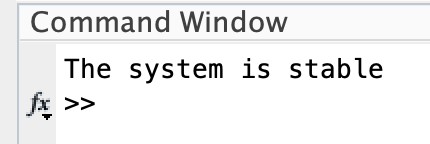 Command Window
The system is stable
fx >>